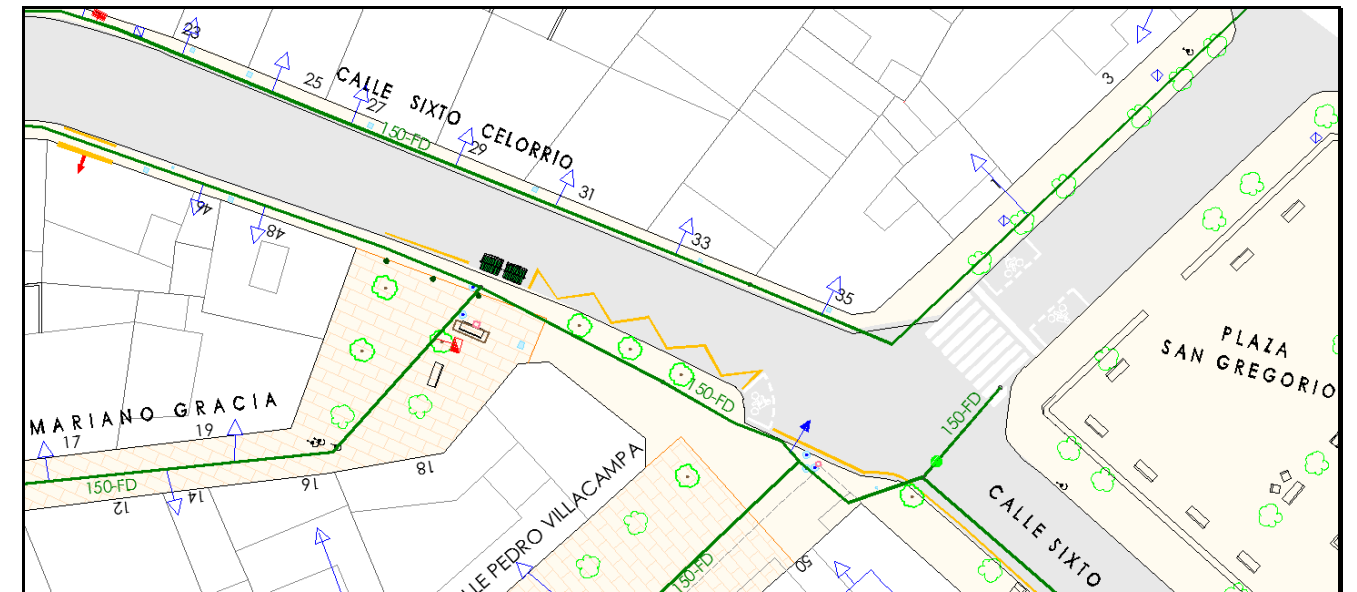 23
25
CALLE SIXTO CELORRIO
27
150-FD
29
31
33
35
3
1
46
48
PLAZA
SAN GREGORIO
MARIANO GRACIA
17
19
150-FD
12
14
16
18
LLE PEDRO VILLACAMPA
150-FD
150-FD
150-FD
50
CALLE SIXTO